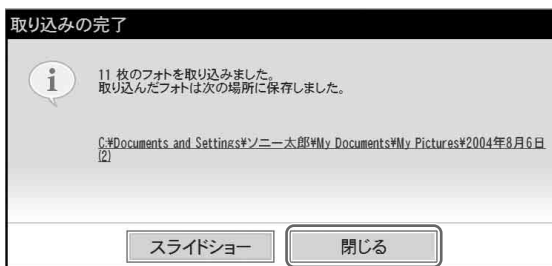 取り込みの完了
11 枚のフォトを取り込みました。
取り込んだフォトは次の場所に保存しました。
C:¥Documents and Settings¥ソニー太郎¥My Documents¥My Pictures¥2004年8月6日
(2)
スライドショー
閉じる